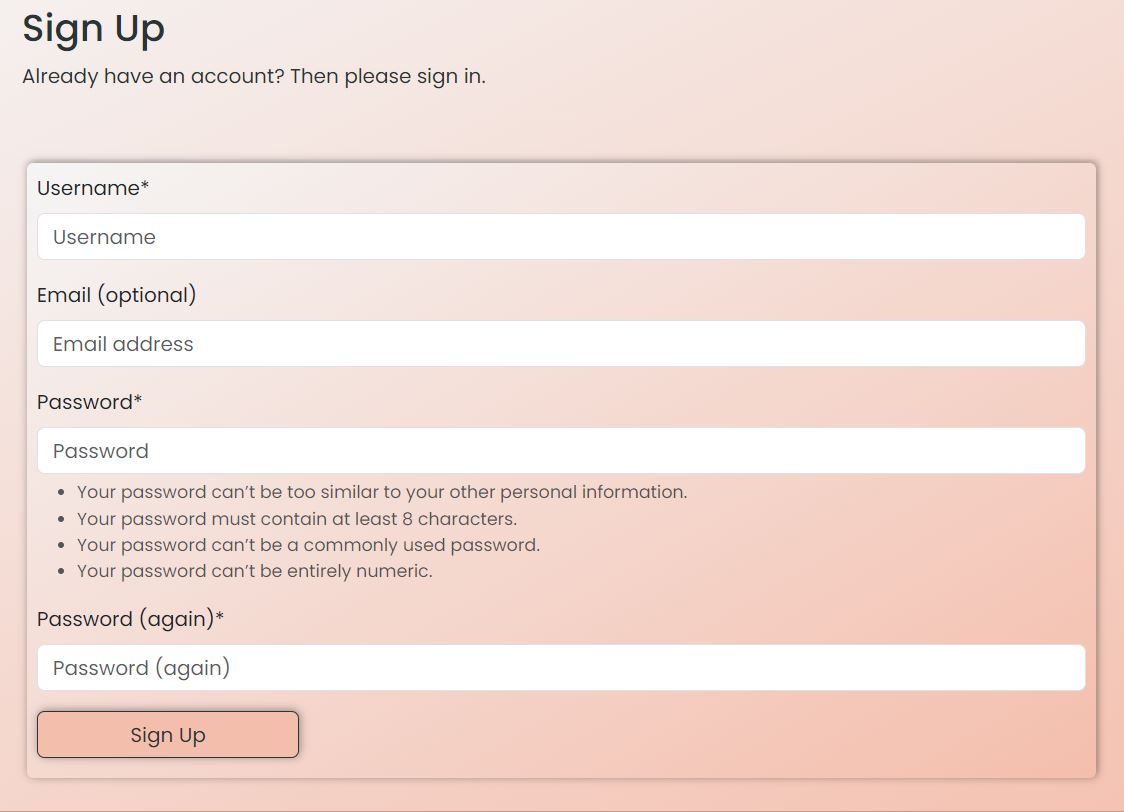 Sign Up
Already have an account? Then please sign in.
Username*
Username
Email (optional)
Email address
Password*
Password
Your password can’t be too similar to your other personal information.
Your password must contain at least 8 characters.
Your password can’t be a commonly used password.
Your password can’t be entirely numeric.
Password (again)*
Password (again)
Sign Up